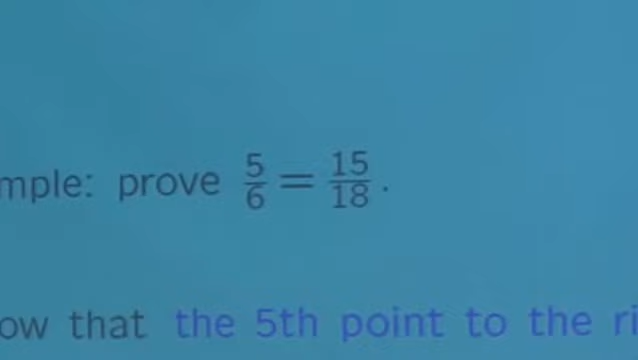 mple: prove 5/6 = 15/18.
ow that the 5th point to the ri